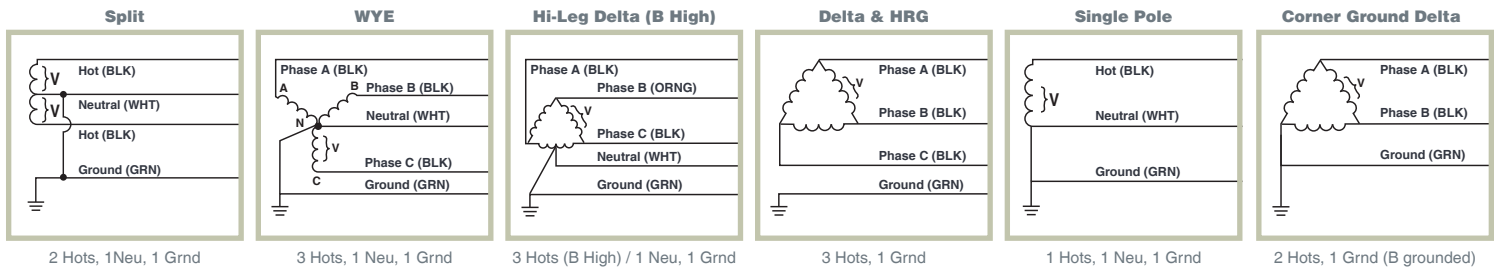 Split
Hot (BLK)
V
Neutral (WHT)
V
Hot (BLK)
Ground (GRN)
2 Hots, 1Neu, 1 Grnd
WYE
Phase A (BLK)
A
B
Phase B (BLK)
N
Neutral (WHT)
V
Phase C (BLK)
C
Ground (GRN)
3 Hots, 1 Neu, 1 Grnd
Hi-Leg Delta (B High)
Phase A (BLK)
Phase B (ORNG)
V
Phase C (BLK)
Neutral (WHT)
Ground (GRN)
3 Hots (B High) / 1 Neu, 1 Grnd
Delta & HRG
Phase A (BLK)
V
Phase B (BLK)
Phase C (BLK)
Ground (GRN)
3 Hots, 1 Grnd
Single Pole
Hot (BLK)
V
Neutral (WHT)
Ground (GRN)
1 Hots, 1 Neu, 1 Grnd
Corner Ground Delta
Phase A (BLK)
V
Phase B (BLK)
Ground (GRN)
2 Hots, 1 Grnd (B grounded)